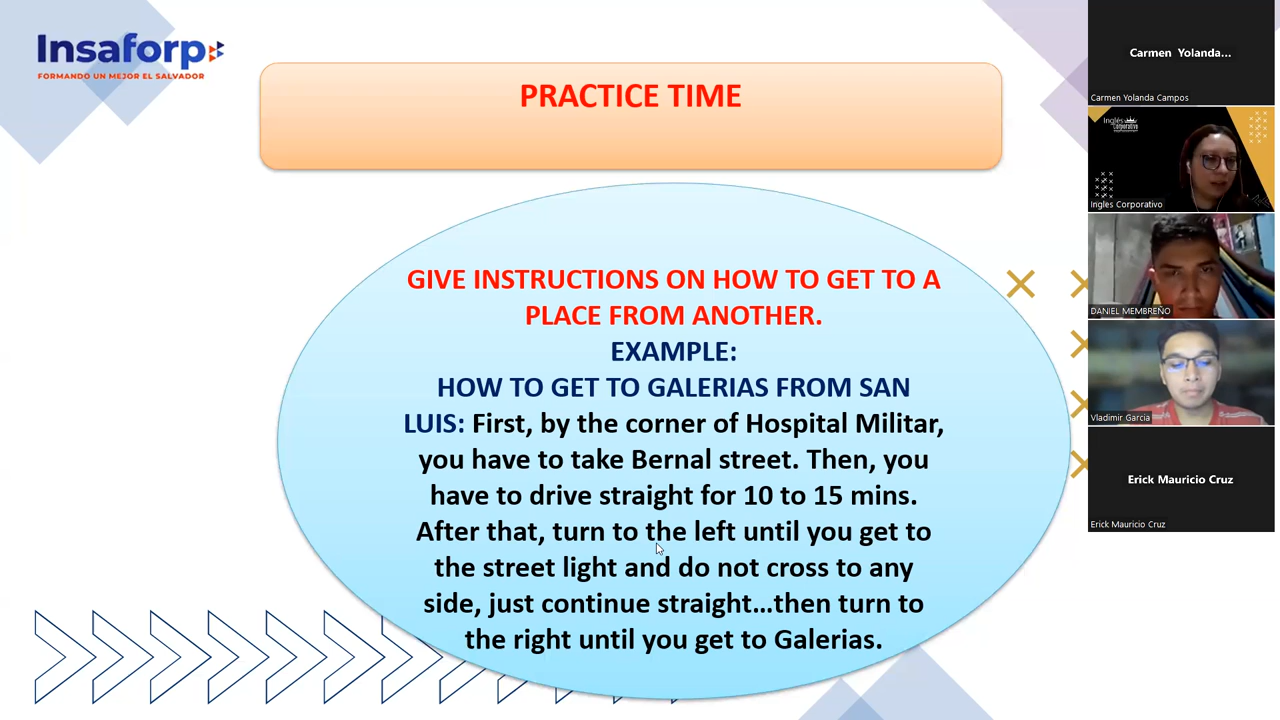 Insaforp
FORMANDO UN MEJOR EL SALVADOR
PRACTICE TIME
GIVE INSTRUCTIONS ON HOW TO GET TO A
PLACE FROM ANOTHER.
EXAMPLE:
HOW TO GET TO GALERIAS FROM SAN
LUIS: First, by the corner of Hospital Militar,
you have to take Bernal street. Then, you
have to drive straight for 10 to 15 mins.
After that, turn to the left until you get to
the street light and do not cross to any
side, just continue straight...then turn to
the right until you get to Galerias.
Carmen Yolanda...
Carmen Yolanda Campos
Inglés
Corporativo
Ingles Corporativo
DANIEL MEMBREÑO
Vladimir Garcia
Erick Mauricio Cruz
Erick Mauricio Cruz